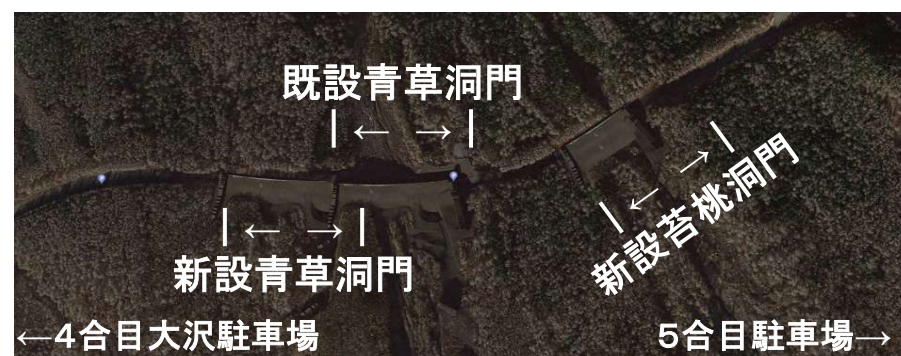 既設青草洞門
|← →|
|← →|
新設苔桃洞門
|← →|
新設青草洞門
←4合目大沢駐車場
5合目駐車場→